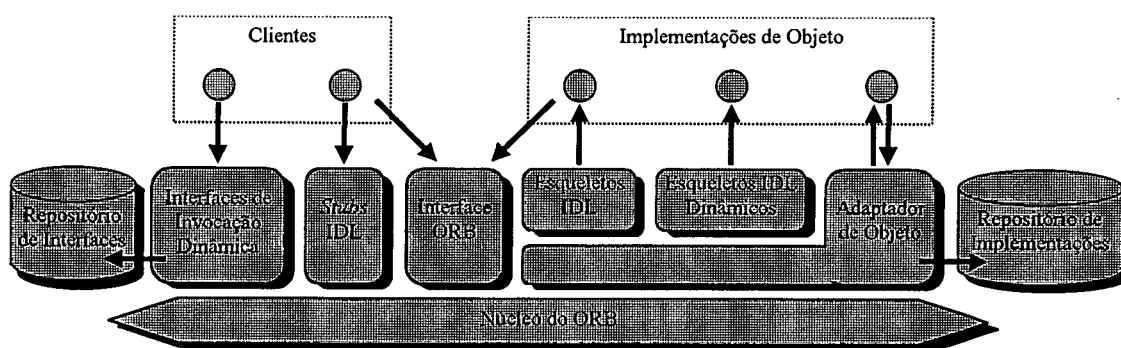 Clientes
Implementações de Objeto
Repositório
de Interfaces
Interfaces de
Invocação
Dinâmica
Stubs
IDL
Interface
ORB
Esqueletos
IDL
Esqueletos IDL
Dinâmicos
Adaptador
de Objeto
Repositório de
Implementações
Núcleo do ORB